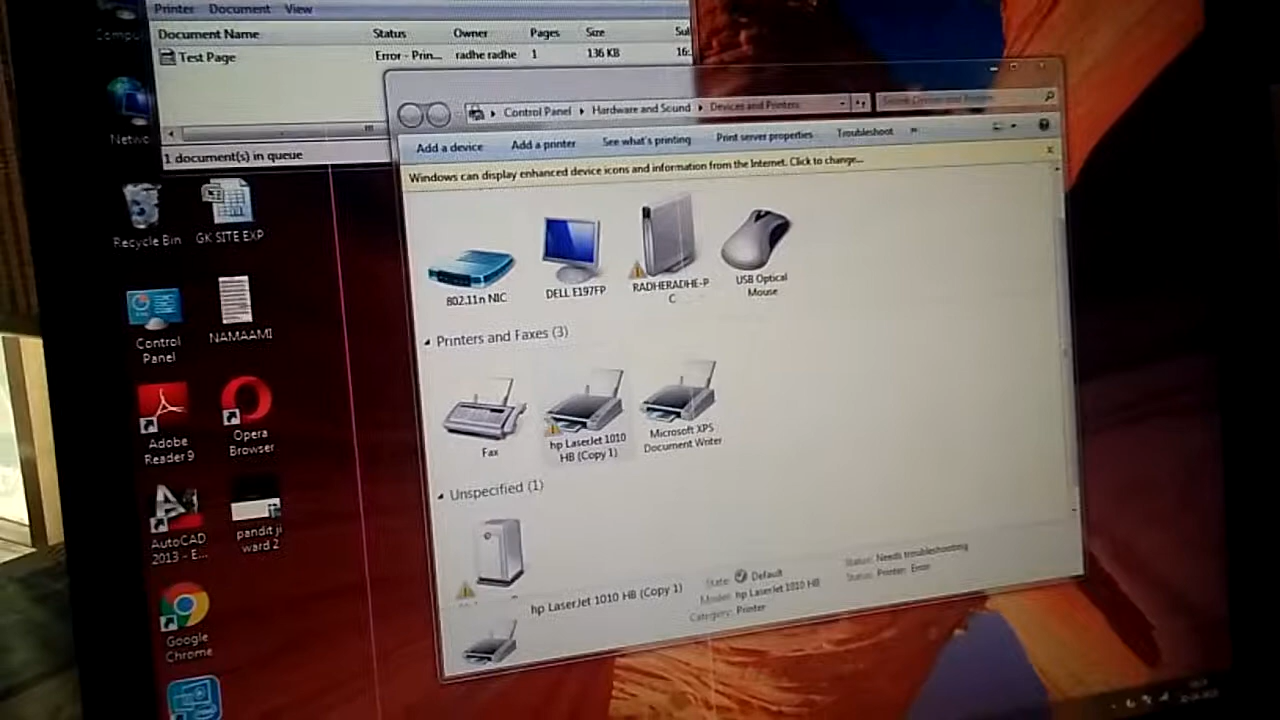 Printer Document View
Document Name Status Owner Pages Size
Test Page Error - Prin... radhe radhe 1 136 KB 16:
1 document(s) in queue
Control Panel Hardware and Sound Devices and Printers
Add a device Add a printer See what's printing Print server properties Troubleshoot »
Windows can display enhanced device icons and information from the Internet. Click to change...
802.11n NIC
DELL E197FP
RADHERADHE-P
C
USB Optical
Mouse
Printers and Faxes (3)
Fax
hp LaserJet 1010
HB (Copy 1)
Microsoft XPS
Document Writer
Unspecified (1)
hp LaserJet 1010 HB (Copy 1)
State: Default
Model: hp LaserJet 1010 HB
Category: Printer
Status: Needs troubleshooting
Status: Printer: Error
Recycle Bin
GK SITE EXP
Control
Panel
NAMAAMI
Adobe
Reader 9
Opera
Browser
AutoCAD
2013 - E...
pandit ji
ward 2
Google
Chrome